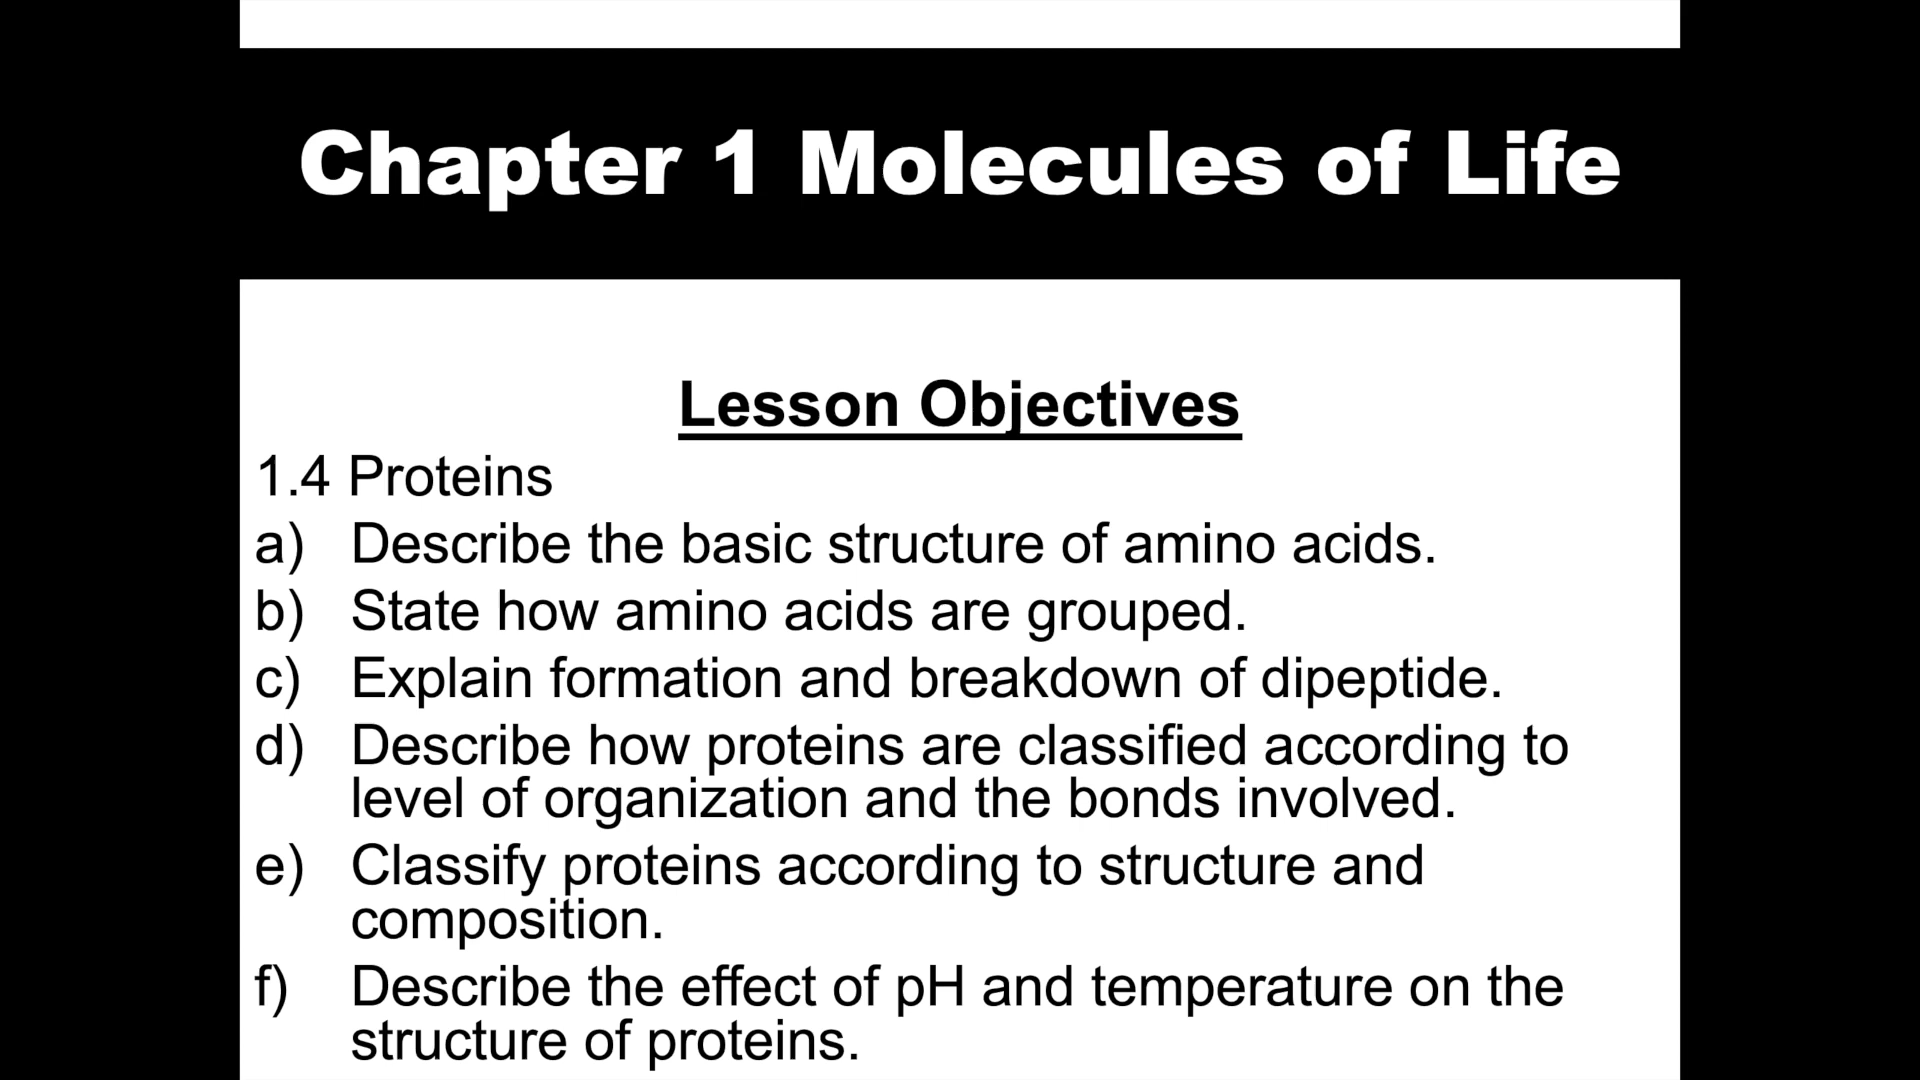 Chapter 1 Molecules of Life
Lesson Objectives
1.4 Proteins
a) Describe the basic structure of amino acids.
b) State how amino acids are grouped.
c) Explain formation and breakdown of dipeptide.
d) Describe how proteins are classified according to
level of organization and the bonds involved.
e) Classify proteins according to structure and
composition.
f) Describe the effect of pH and temperature on the
structure of proteins.